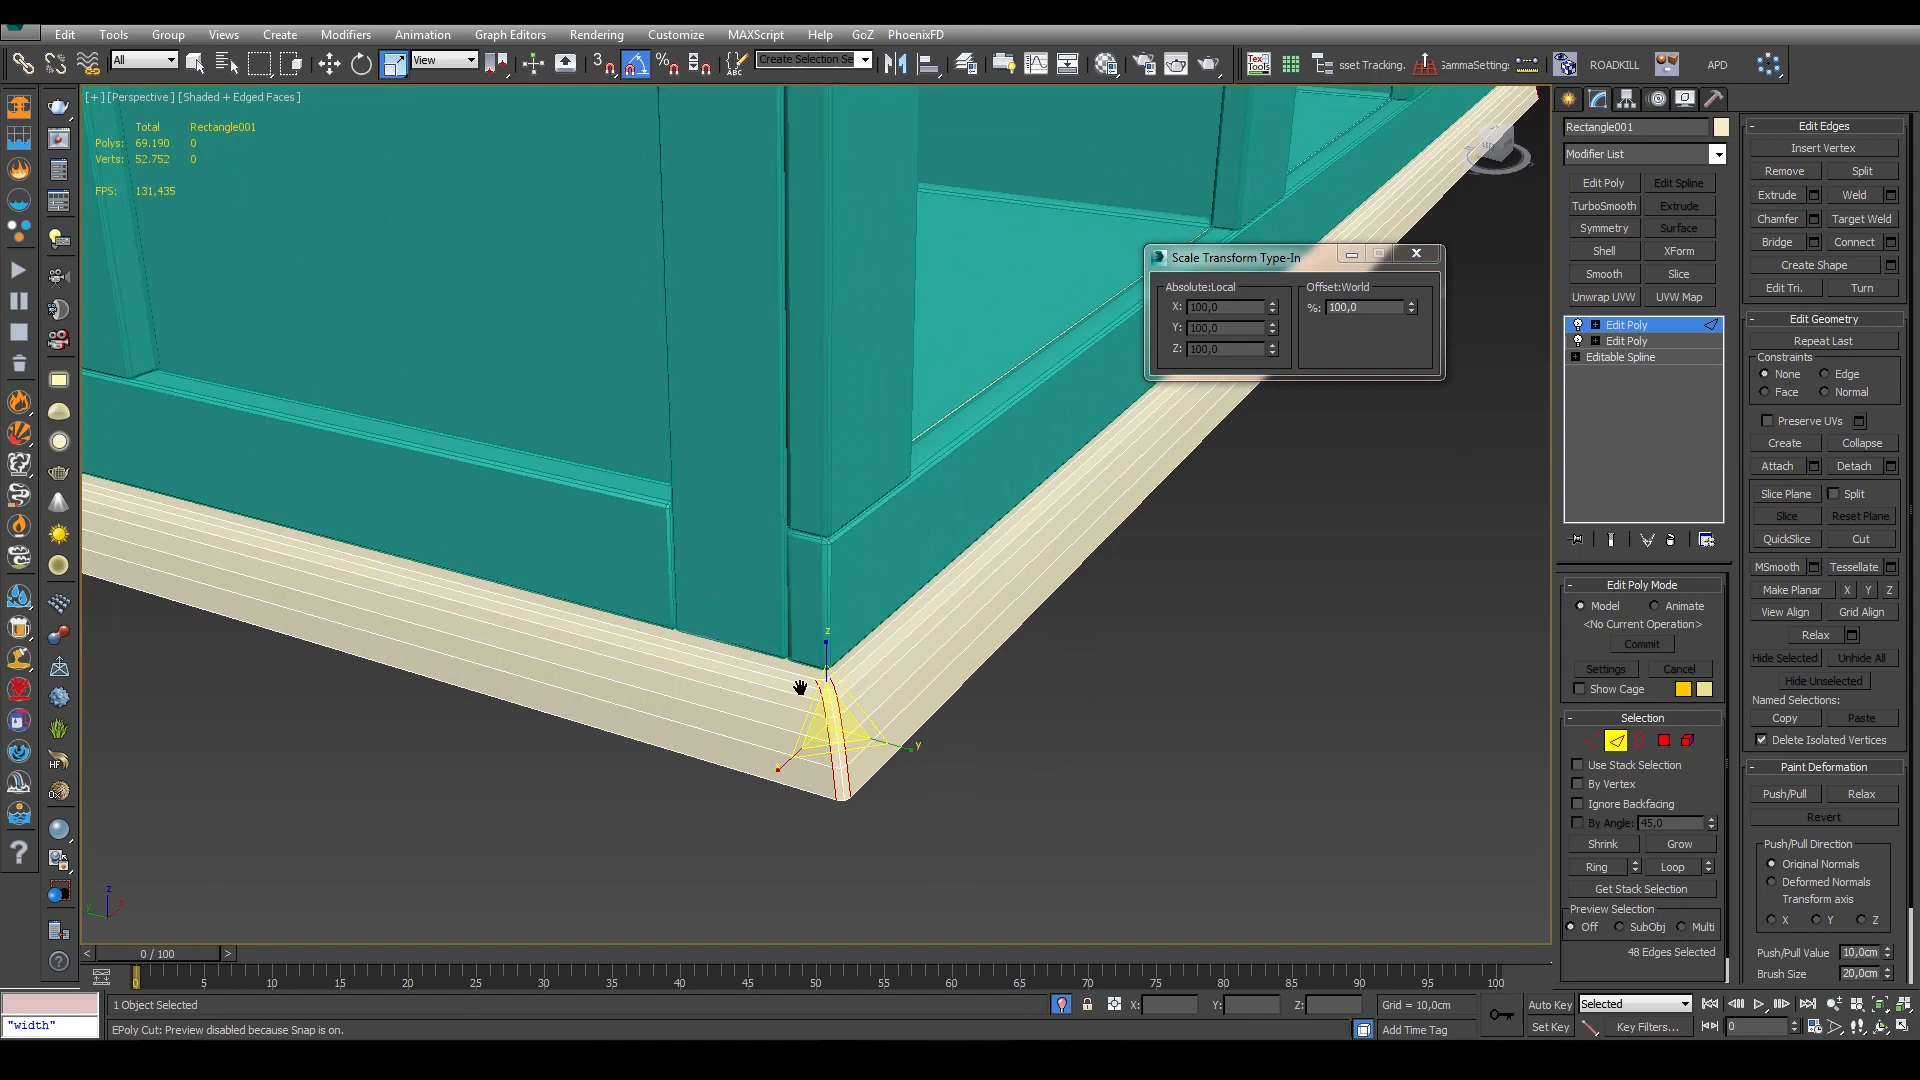 Edit Tools Group Views Create Modifiers Animation Graph Editors Rendering Customize MAXScript Help GoZ PhoenixFD
All View 3 Create Selection Se Tex Tools sset Tracking. GammaSetting: ROADKILL APD
[+] [Perspective] [Shaded + Edged Faces]
Total Rectangle001
Polys: 69.190 0
Verts: 52.752 0
FPS: 131,435
Scale Transform Type-In
Absolute:Local Offset:World
X: 100,0 %: 100,0
Y: 100,0
Z: 100,0
z
y
x
z
y x
HF
Rectangle001
Modifier List
Edit Poly Edit Spline
TurboSmooth Extrude
Symmetry Surface
Shell XForm
Smooth Slice
Unwrap UVW UVW Map
Edit Poly
Edit Poly
Editable Spline
Edit Poly Mode
Model Animate
<No Current Operation>
Commit
Settings Cancel
Show Cage
Selection
Use Stack Selection
By Vertex
Ignore Backfacing
By Angle: 45,0
Shrink Grow
Ring Loop
Get Stack Selection
Preview Selection
Off SubObj Multi
48 Edges Selected
Edit Edges
Insert Vertex
Remove Split
Extrude Weld
Chamfer Target Weld
Bridge Connect
Create Shape
Edit Tri. Turn
Edit Geometry
Repeat Last
Constraints
None Edge
Face Normal
Preserve UVs
Create Collapse
Attach Detach
Slice Plane Split
Slice Reset Plane
QuickSlice Cut
MSmooth Tessellate
Make Planar X Y Z
View Align Grid Align
Relax
Hide Selected Unhide All
Hide Unselected
Named Selections:
Copy Paste
Delete Isolated Vertices
Paint Deformation
Push/Pull Relax
Revert
Push/Pull Direction
Original Normals
Deformed Normals
Transform axis
X Y Z
Push/Pull Value 10,0cm
Brush Size 20,0cm
< 0 / 100 >
0 5 10 15 20 25 30 35 40 45 50 55 60 65 70 75 80 85 90 95 100
1 Object Selected X: Y: Z: Grid = 10,0cm Auto Key Selected
"width" EPoly Cut: Preview disabled because Snap is on. Add Time Tag Set Key Key Filters... 0